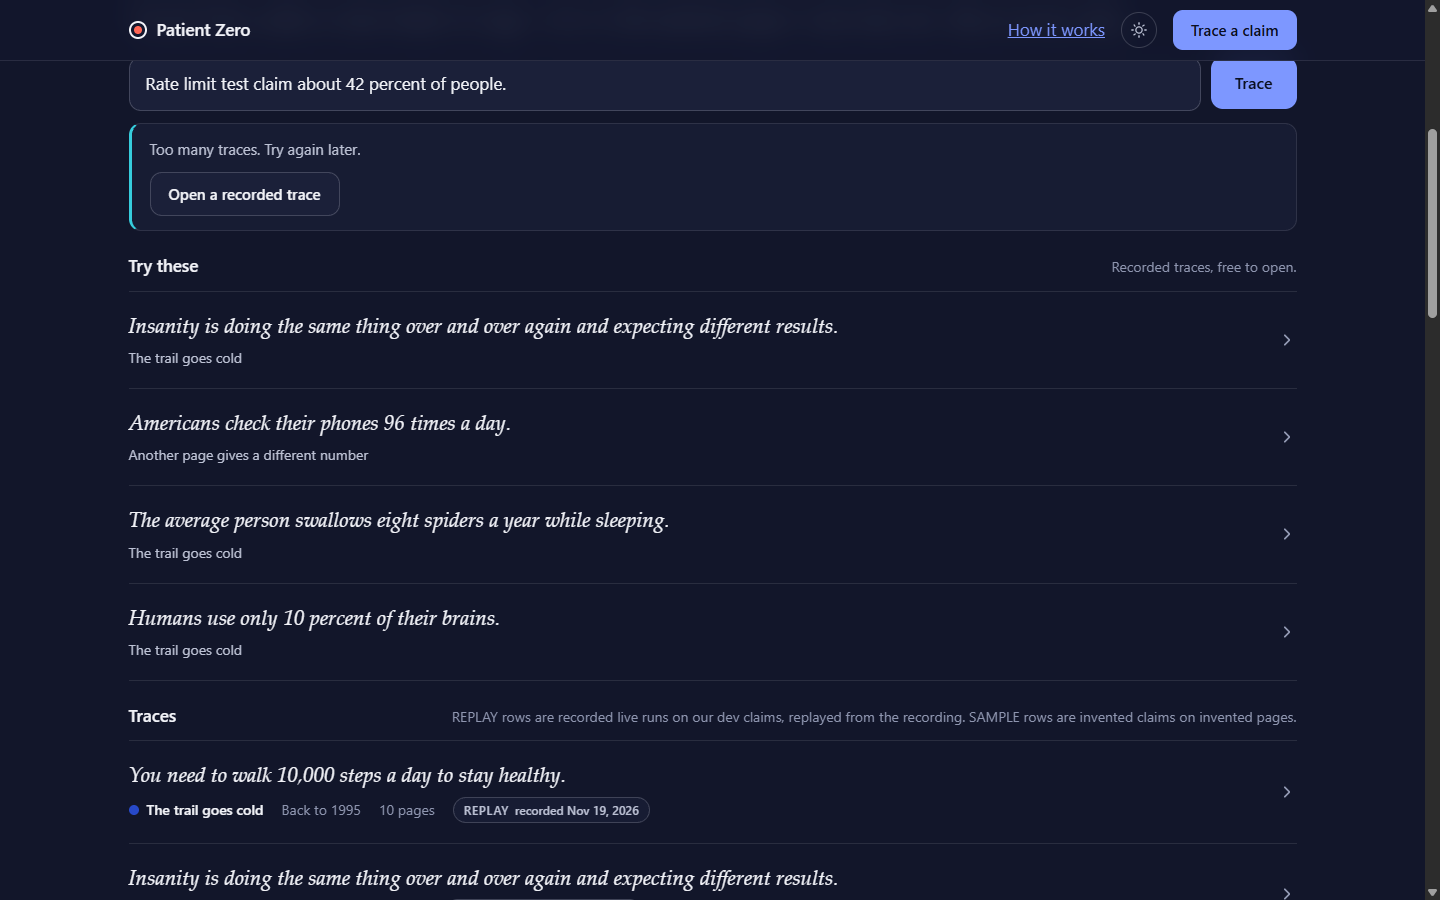 Patient Zero
How it works
Trace a claim
Rate limit test claim about 42 percent of people.
Trace
Too many traces. Try again later.
Open a recorded trace
Try these
Recorded traces, free to open.
Insanity is doing the same thing over and over again and expecting different results.
The trail goes cold
Americans check their phones 96 times a day.
Another page gives a different number
The average person swallows eight spiders a year while sleeping.
The trail goes cold
Humans use only 10 percent of their brains.
The trail goes cold
Traces
REPLAY rows are recorded live runs on our dev claims, replayed from the recording. SAMPLE rows are invented claims on invented pages.
You need to walk 10,000 steps a day to stay healthy.
The trail goes cold Back to 1995 10 pages REPLAY recorded Nov 19, 2026
Insanity is doing the same thing over and over again and expecting different results.